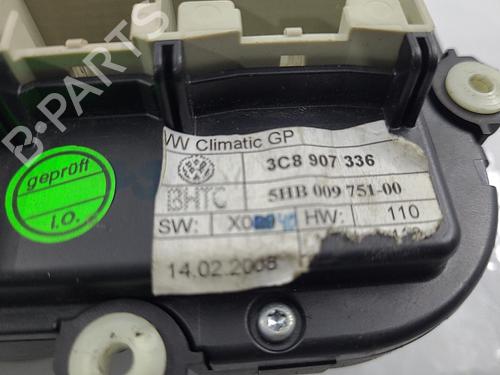 B-PARTS
VW Climatic GP
3C8 907 336
BHTC
5HB 009 751-00
SW:
HW:
110
14.02.2008
geprüft
i.O.